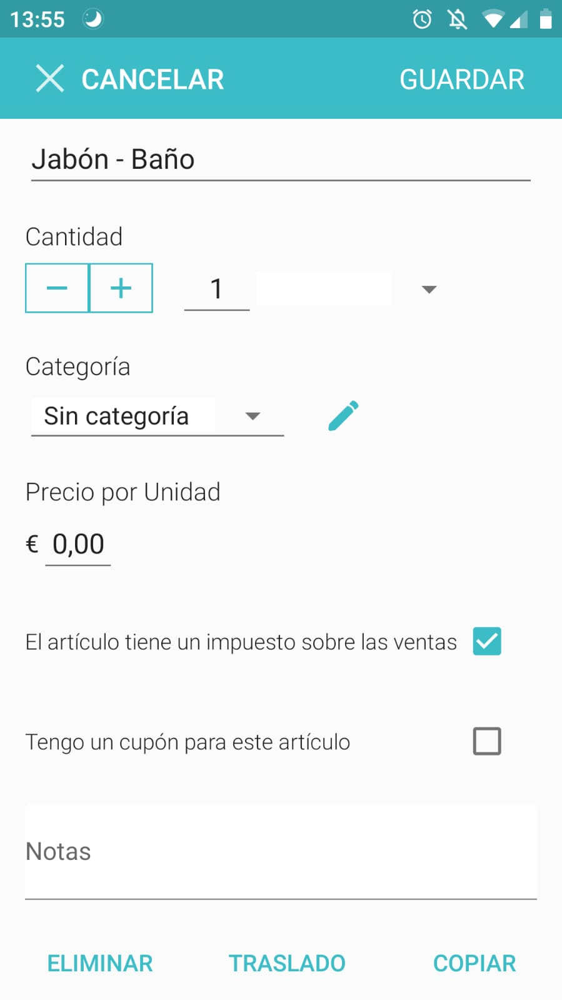 13:55
CANCELAR GUARDAR
Jabón - Baño
Cantidad
− + 1
Categoría
Sin categoría
Precio por Unidad
€ 0,00
El artículo tiene un impuesto sobre las ventas
Tengo un cupón para este artículo
Notas
ELIMINAR TRASLADO COPIAR